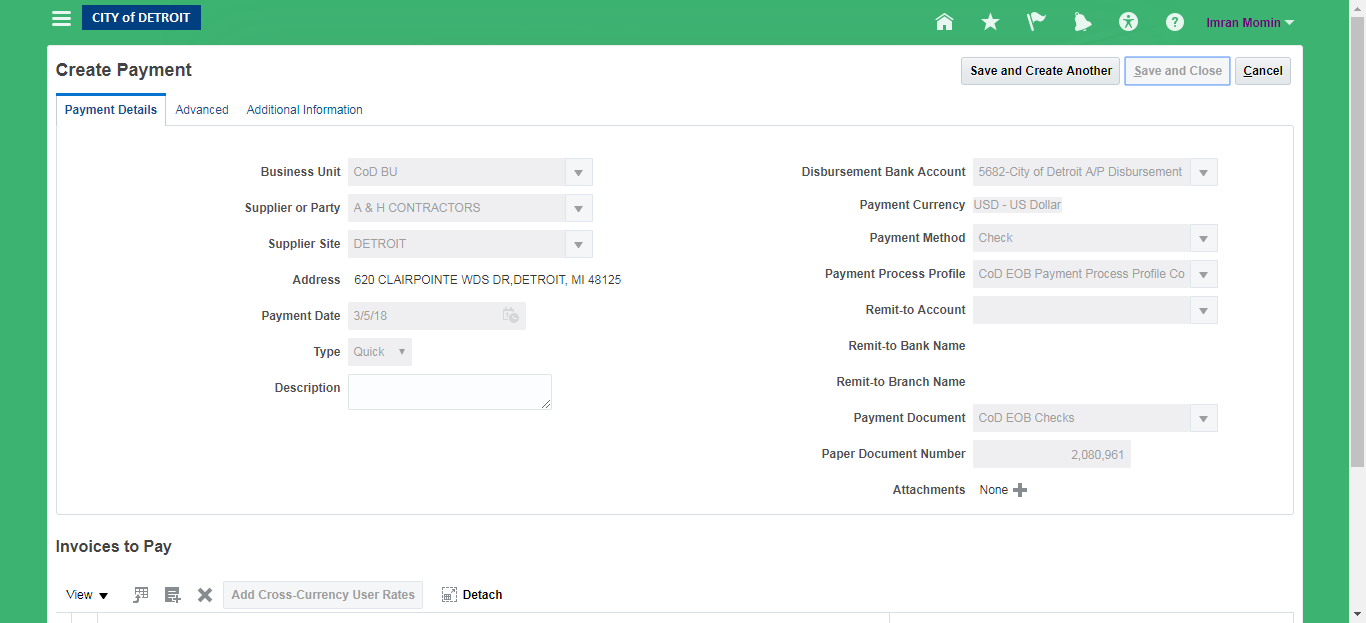 CITY of DETROIT
Imran Momin
Create Payment
Save and Create Another
Save and Close
Cancel
Payment Details
Advanced
Additional Information
Business Unit CoD BU
Supplier or Party A & H CONTRACTORS
Supplier Site DETROIT
Address 620 CLAIRPOINTE WDS DR,DETROIT, MI 48125
Payment Date 3/5/18
Type Quick
Description
Disbursement Bank Account 5682-City of Detroit A/P Disbursement
Payment Currency USD - US Dollar
Payment Method Check
Payment Process Profile CoD EOB Payment Process Profile Co
Remit-to Account
Remit-to Bank Name
Remit-to Branch Name
Payment Document CoD EOB Checks
Paper Document Number 2,080,961
Attachments None
Invoices to Pay
View
Add Cross-Currency User Rates
Detach